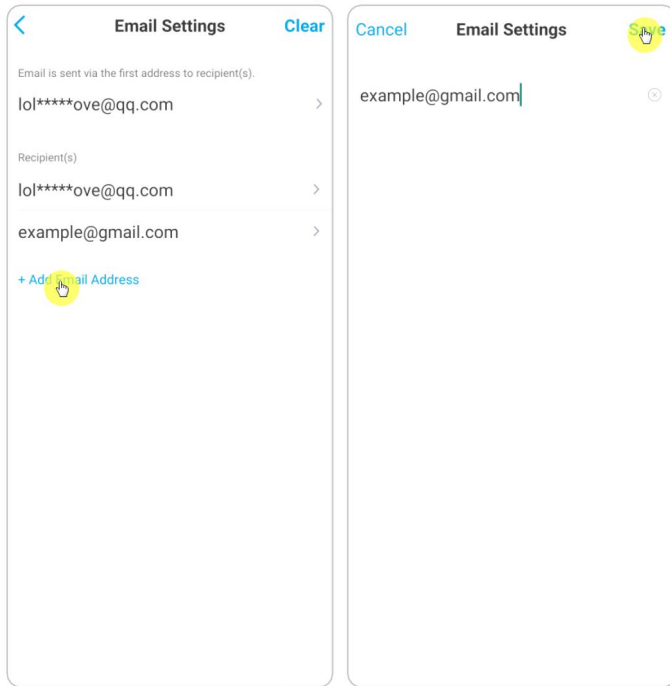 Email Settings Clear
Email is sent via the first address to recipient(s).
lol*****ove@qq.com
Recipient(s)
lol*****ove@qq.com
example@gmail.com
+ Add Email Address
Cancel Email Settings Save
example@gmail.com